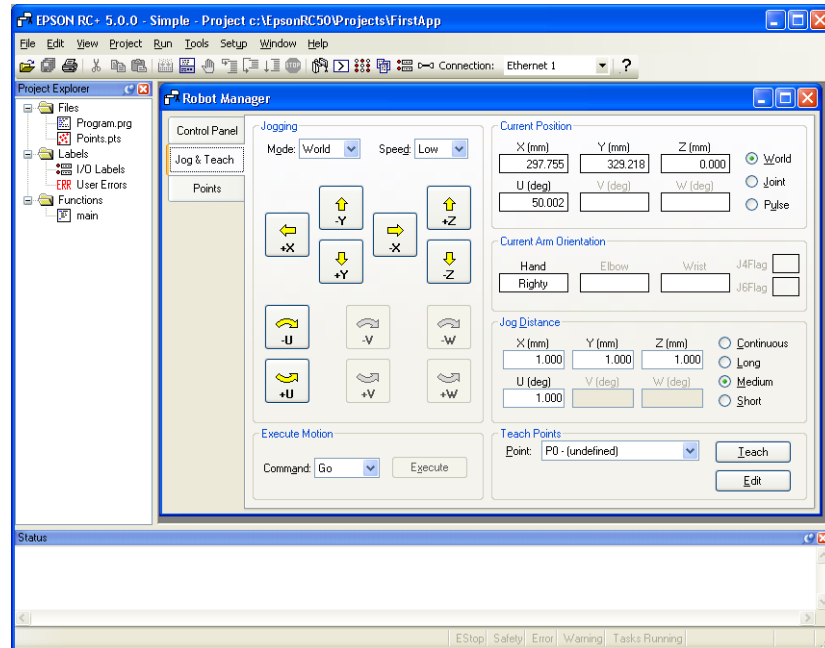 EPSON RC+ 5.0.0 - Simple - Project c:\EpsonRC50\Projects\FirstApp
File Edit View Project Run Tools Setup Window Help
STOP Connection: Ethernet 1 ?
Project Explorer
Files
Program.prg
Points.pts
Labels
I/O Labels
ERR User Errors
Functions
main
Robot Manager
Control Panel
Jog & Teach
Points
Jogging
Mode: World Speed: Low
-Y
+Z
+X
-X
+Y
-Z
-U -V -W
+U +V +W
Execute Motion
Command: Go Execute
Current Position
X (mm) Y (mm) Z (mm)
297.755 329.218 0.000
U (deg) V (deg) W (deg)
50.002
World
Joint
Pulse
Current Arm Orientation
Hand Elbow Wrist J4Flag
Righty J6Flag
Jog Distance
X (mm) Y (mm) Z (mm)
1.000 1.000 1.000
U (deg) V (deg) W (deg)
1.000
Continuous
Long
Medium
Short
Teach Points
Point: P0 - (undefined) Teach
Edit
Status
EStop Safety Error Warning Tasks Running